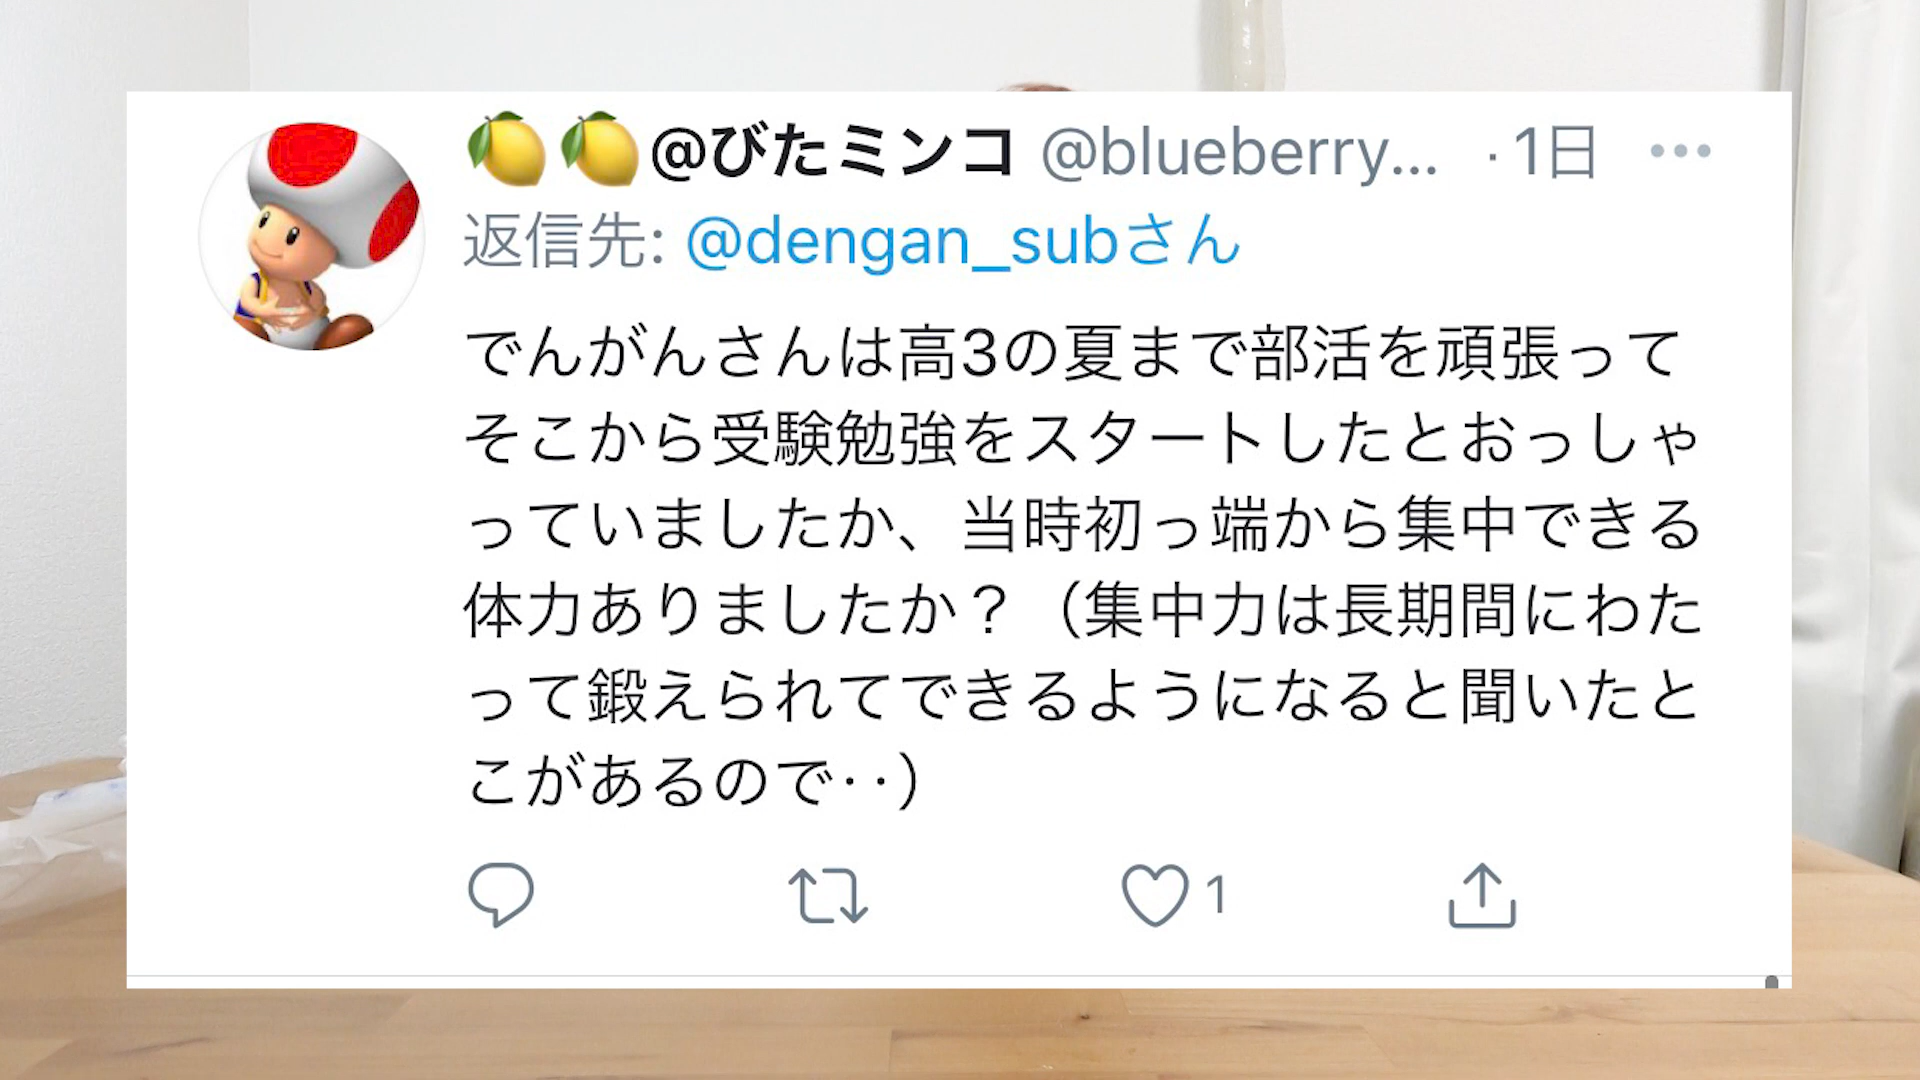 🍋🍋@びたミンコ @blueberry... ·1日 •••
返信先: @dengan_subさん
でんがんさんは高3の夏まで部活を頑張って
そこから受験勉強をスタートしたとおっしゃ
っていましたか、当時初っ端から集中できる
体力ありましたか？（集中力は長期間にわた
って鍛えられてできるようになると聞いたと
こがあるので‥）
1